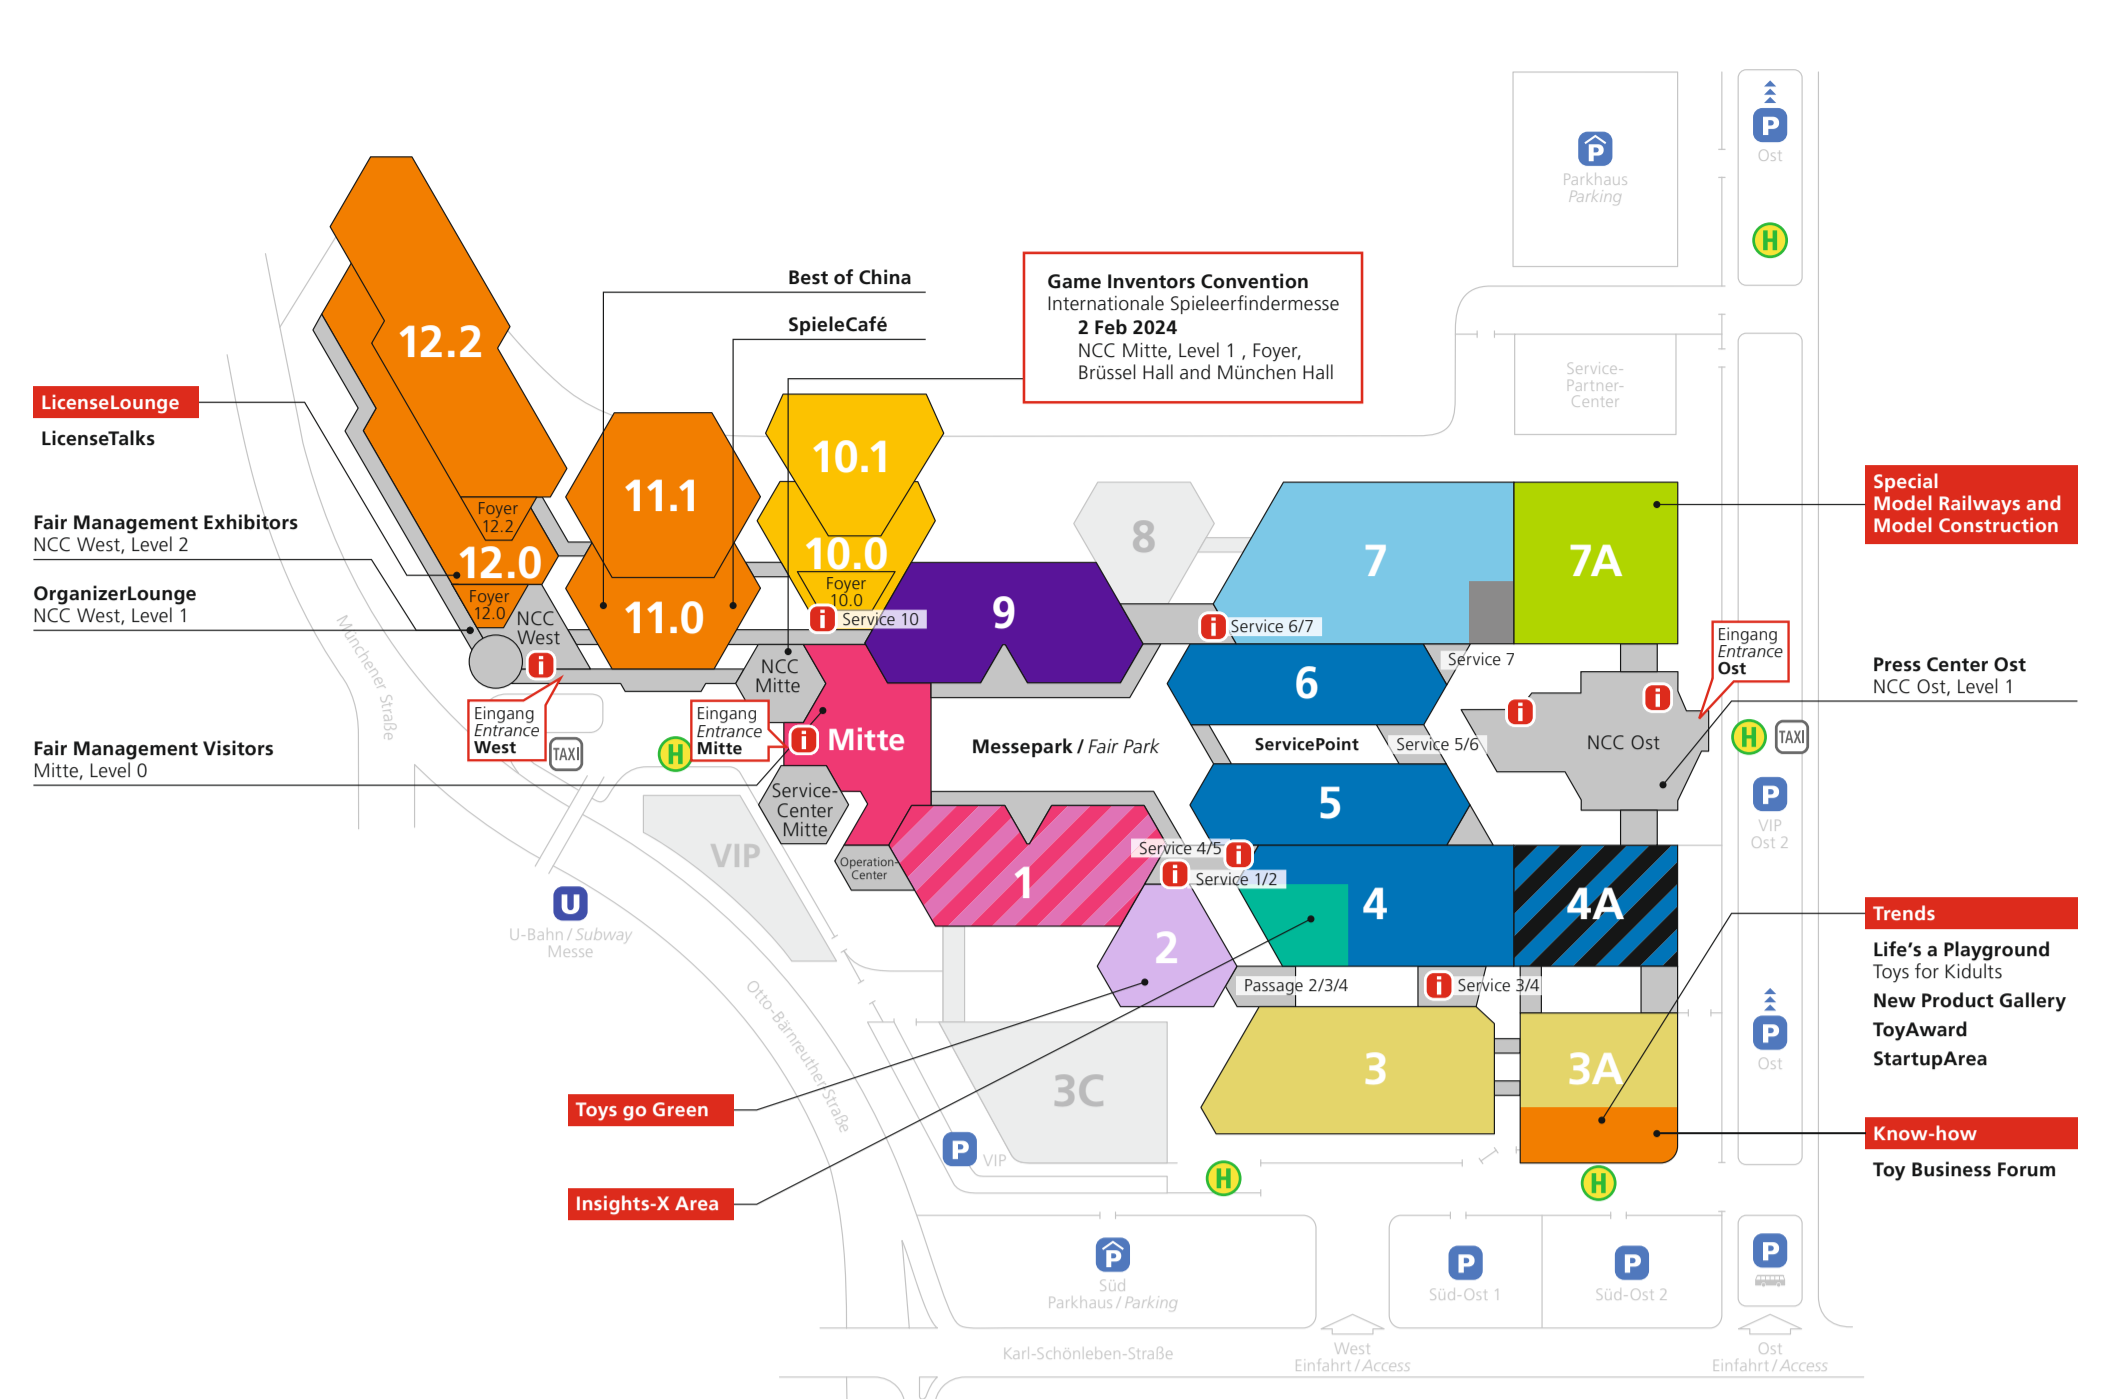 P
Ost
P
Parkhaus
Parking
H
Best of China
SpieleCafé
Game Inventors Convention
Internationale Spieleerfindermesse
2 Feb 2024
NCC Mitte, Level 1 , Foyer,
Brüssel Hall and München Hall
Service-
Partner-
Center
LicenseLounge
LicenseTalks
Fair Management Exhibitors
NCC West, Level 2
OrganizerLounge
NCC West, Level 1
Fair Management Visitors
Mitte, Level 0
12.2
Foyer
12.2
12.0
Foyer
12.0
NCC
West
i
11.1
11.0
10.1
10.0
Foyer
10.0
i
Service 10
9
8
7
7A
i
Service 6/7
Service 7
Special
Model Railways and
Model Construction
Eingang
Entrance
Ost
Press Center Ost
NCC Ost, Level 1
Münchener Straße
Eingang
Entrance
West
TAXI
H
Eingang
Entrance
Mitte
NCC
Mitte
i
Mitte
Messepark / Fair Park
6
ServicePoint
Service 5/6
i
i
NCC Ost
H
TAXI
Service-
Center
Mitte
Operation-
Center
VIP
5
P
VIP
Ost 2
1
Service 4/5
i
i
Service 1/2
4
4A
U
U-Bahn / Subway
Messe
2
Passage 2/3/4
i
Service 3/4
Trends
Life’s a Playground
Toys for Kidults
New Product Gallery
ToyAward
StartupArea
Otto-Bärnreuther-Straße
3C
3
3A
P
Ost
Toys go Green
Insights-X Area
P
VIP
H
H
Know-how
Toy Business Forum
P
Süd
Parkhaus / Parking
P
Süd-Ost 1
P
Süd-Ost 2
P
Karl-Schönleben-Straße
West
Einfahrt / Access
Ost
Einfahrt / Access